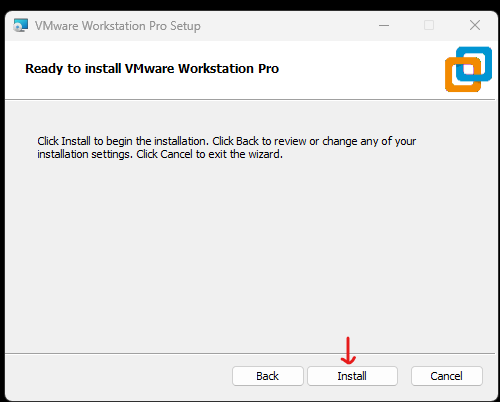 VMware Workstation Pro Setup
Ready to install VMware Workstation Pro
Click Install to begin the installation. Click Back to review or change any of your
installation settings. Click Cancel to exit the wizard.
Back
Install
Cancel